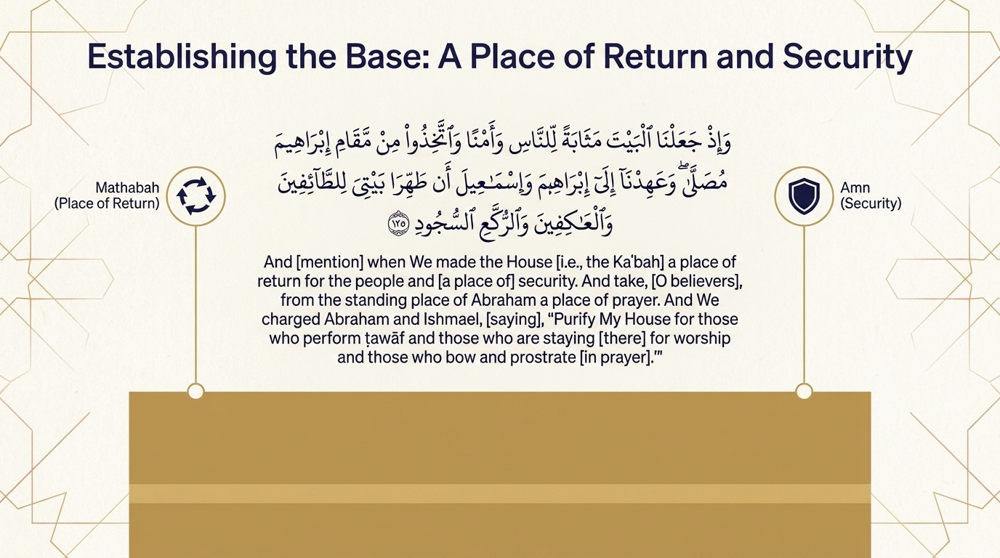 Establishing the Base: A Place of Return and Security
وَإِذْ جَعَلْنَا ٱلْبَيْتَ مَثَابَةً لِّلنَّاسِ وَأَمْنًا وَٱتَّخِذُوا۟ مِن مَّقَامِ إِبْرَاهِيمَ
مُصَلًّى ۖ وَعَهِدْنَآ إِلَىٰٓ إِبْرَاهِيمَ وَإِسْمَـٰعِيلَ أَن طَهِّرَا بَيْتِىَ لِلطَّآئِفِينَ
وَٱلْعَـٰكِفِينَ وَٱلرُّكَّعِ ٱلسُّجُودِ ١٢٥
Mathabah
(Place of Return)
Amn
(Security)
And [mention] when We made the House [i.e., the Ka'bah] a place of
return for the people and [a place of] security. And take, [O believers],
from the standing place of Abraham a place of prayer. And We
charged Abraham and Ishmael, [saying], “Purify My House for those
who perform ṭawāf and those who are staying [there] for worship
and those who bow and prostrate [in prayer].'”